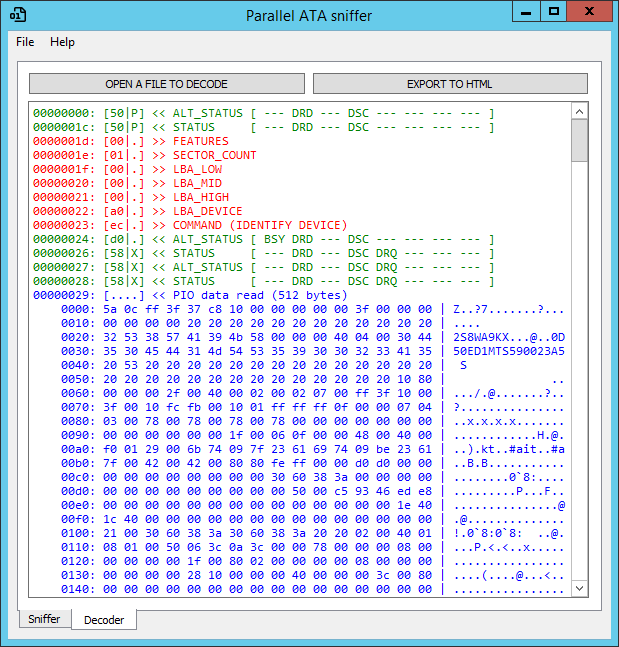 Parallel ATA sniffer
File Help
OPEN A FILE TO DECODE EXPORT TO HTML
00000000: [50|P] << ALT_STATUS [ --- DRD --- DSC --- --- --- --- ]
0000001c: [50|P] << STATUS     [ --- DRD --- DSC --- --- --- --- ]
0000001d: [00|.] >> FEATURES
0000001e: [01|.] >> SECTOR_COUNT
0000001f: [00|.] >> LBA_LOW
00000020: [00|.] >> LBA_MID
00000021: [00|.] >> LBA_HIGH
00000022: [a0|.] >> LBA_DEVICE
00000023: [ec|.] >> COMMAND (IDENTIFY DEVICE)
00000024: [d0|.] << ALT_STATUS [ BSY DRD --- DSC --- --- --- --- ]
00000026: [58|X] << STATUS     [ --- DRD --- DSC DRQ --- --- --- ]
00000027: [58|X] << ALT_STATUS [ --- DRD --- DSC DRQ --- --- --- ]
00000028: [58|X] << STATUS     [ --- DRD --- DSC DRQ --- --- --- ]
00000029: [....] << PIO data read (512 bytes)
0000: 5a 0c ff 3f 37 c8 10 00 00 00 00 00 3f 00 00 00 | Z..?7.......?...
0010: 00 00 00 00 20 20 20 20 20 20 20 20 20 20 20 20 | ....
0020: 32 53 38 57 41 39 4b 58 00 00 00 40 04 00 30 44 | 2S8WA9KX...@..0D
0030: 35 30 45 44 31 4d 54 53 35 39 30 30 32 33 41 35 | 50ED1MTS590023A5
0040: 20 53 20 20 20 20 20 20 20 20 20 20 20 20 20 20 |  S
0050: 20 20 20 20 20 20 20 20 20 20 20 20 20 20 10 80 |               ..
0060: 00 00 00 2f 00 40 00 02 00 02 07 00 ff 3f 10 00 | .../.@.......?..
0070: 3f 00 10 fc fb 00 10 01 ff ff ff 0f 00 00 07 04 | ?...............
0080: 03 00 78 00 78 00 78 00 78 00 00 00 00 00 00 00 | ..x.x.x.x.......
0090: 00 00 00 00 00 00 1f 00 06 0f 00 00 48 00 40 00 | ............H.@.
00a0: f0 01 29 00 6b 74 09 7f 23 61 69 74 09 be 23 61 | ..).kt..#ait..#a
00b0: 7f 00 42 00 42 00 80 80 fe ff 00 00 d0 d0 00 00 | ..B.B...........
00c0: 00 00 00 00 00 00 00 00 30 60 38 3a 00 00 00 00 | ........0`8:....
00d0: 00 00 00 00 00 00 00 00 00 50 00 c5 93 46 ed e8 | .........P...F..
00e0: 00 00 00 00 00 00 00 00 00 00 00 00 00 00 1e 40 | ...............@
00f0: 1c 40 00 00 00 00 00 00 00 00 00 00 00 00 00 00 | .@..............
0100: 21 00 30 60 38 3a 30 60 38 3a 20 20 02 00 40 01 | !.0`8:0`8:  ..@.
0110: 08 01 00 50 06 3c 0a 3c 00 00 78 00 00 00 08 00 | ...P.<.<..x.....
0120: 00 00 00 00 1f 00 80 02 00 00 00 00 08 00 00 00 | ................
0130: 00 00 00 00 28 10 00 00 00 40 00 00 00 3c 00 80 | ....(....@...<..
0140: 00 00 00 00 00 00 00 00 00 00 00 00 00 00 00 00 | ................
Sniffer Decoder